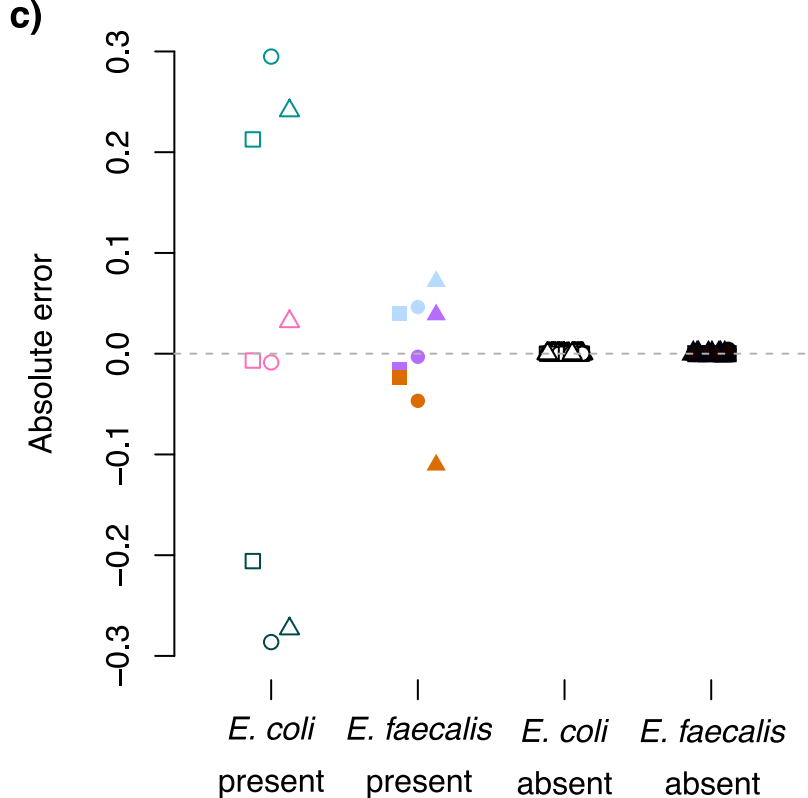 c)
Absolute error
0.3
0.2
0.1
0.0
−0.1
−0.2
−0.3
E. coli present
E. faecalis present
E. coli absent
E. faecalis absent